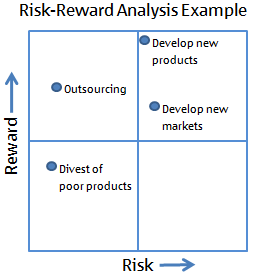 Risk-Reward Analysis Example
Develop new
products
Outsourcing
Develop new
markets
Divest of
poor products
Reward
Risk